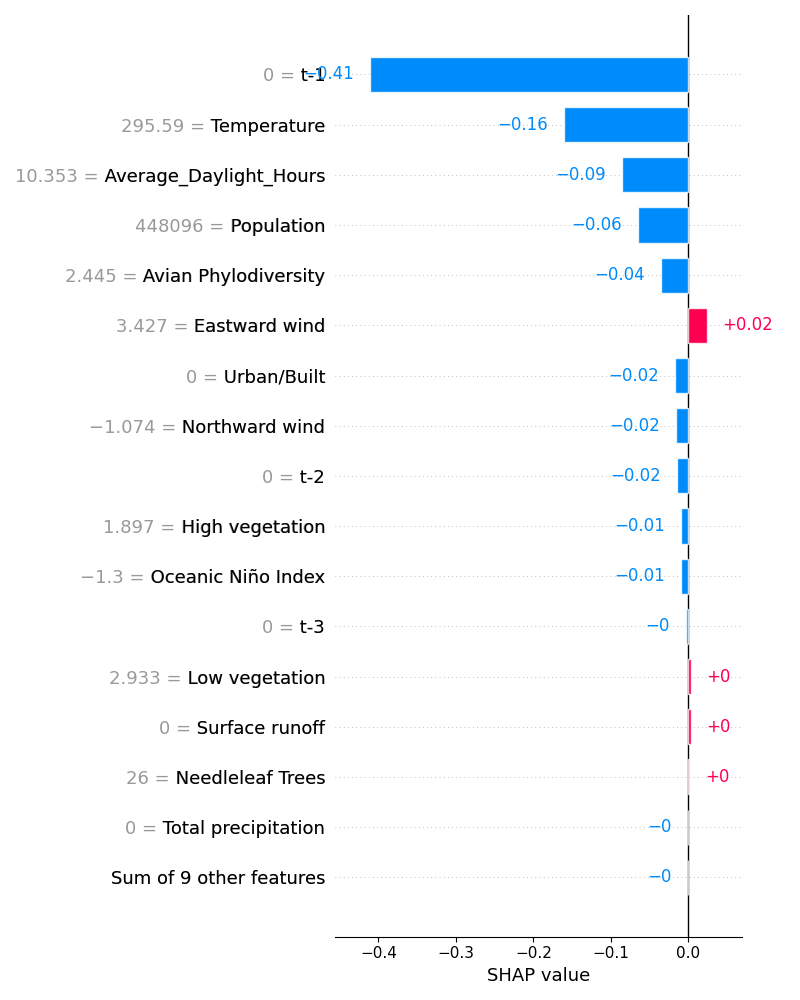 0 = t-1 −0.41
295.59 = Temperature −0.16
10.353 = Average_Daylight_Hours −0.09
448096 = Population −0.06
2.445 = Avian Phylodiversity −0.04
3.427 = Eastward wind +0.02
0 = Urban/Built −0.02
−1.074 = Northward wind −0.02
0 = t-2 −0.02
1.897 = High vegetation −0.01
−1.3 = Oceanic Niño Index −0.01
0 = t-3 −0
2.933 = Low vegetation +0
0 = Surface runoff +0
26 = Needleleaf Trees +0
0 = Total precipitation −0
Sum of 9 other features −0
−0.4 −0.3 −0.2 −0.1 0.0
SHAP value